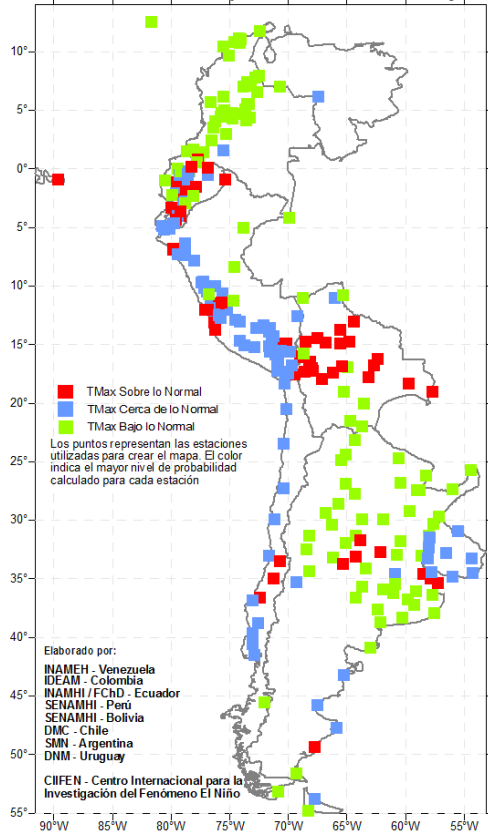 10°
5°
0°
5°
10°
15°
20°
25°
30°
35°
40°
45°
50°
55°
90°W
85°W
80°W
75°W
70°W
65°W
60°W
55°W
TMax Sobre lo Normal
TMax Cerca de lo Normal
TMax Bajo lo Normal
Los puntos representan las estaciones
utilizadas para crear el mapa. El color
indica el mayor nivel de probabilidad
calculado para cada estación
Elaborado por:
INAMEH - Venezuela
IDEAM - Colombia
INAMHI / FChD - Ecuador
SENAMHI - Perú
SENAMHI - Bolivia
DMC - Chile
SMN - Argentina
DNM - Uruguay
CIIFEN - Centro Internacional para la
Investigación del Fenómeno El Niño